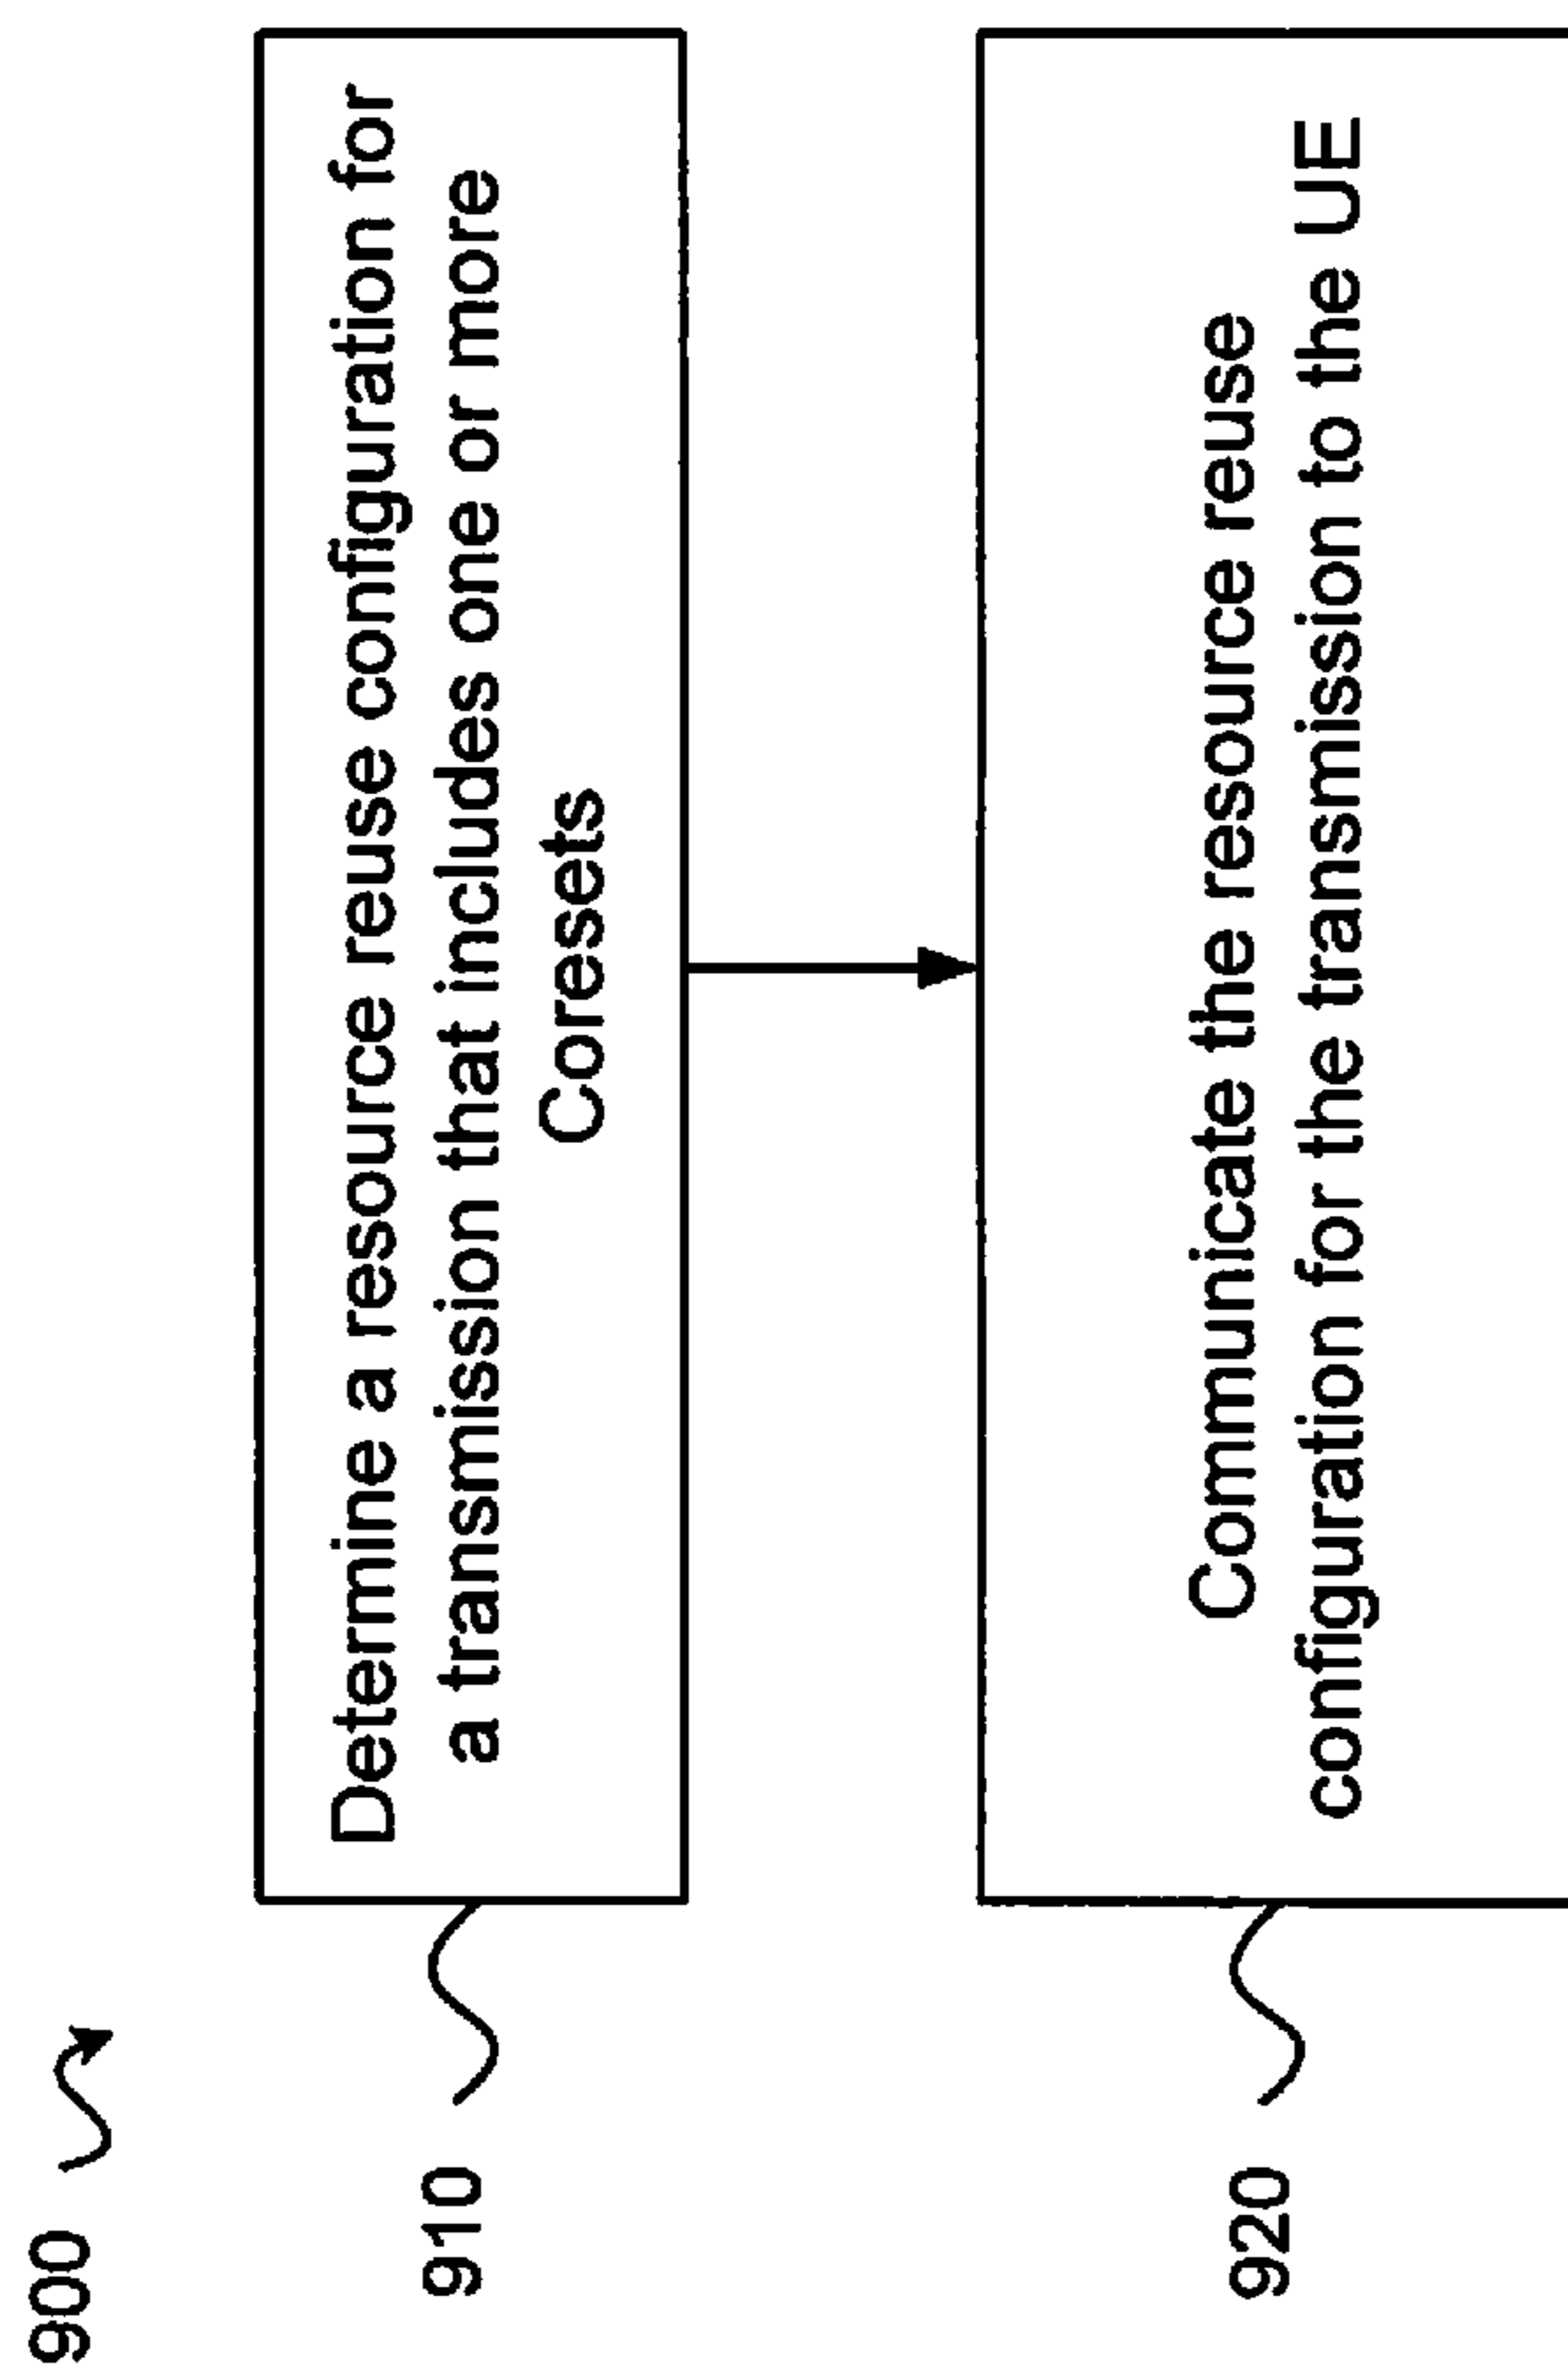 900
910
Determine a resource reuse configuration for
a transmission that includes one or more
Coresets
920
Communicate the resource reuse
configuration for the transmission to the UE